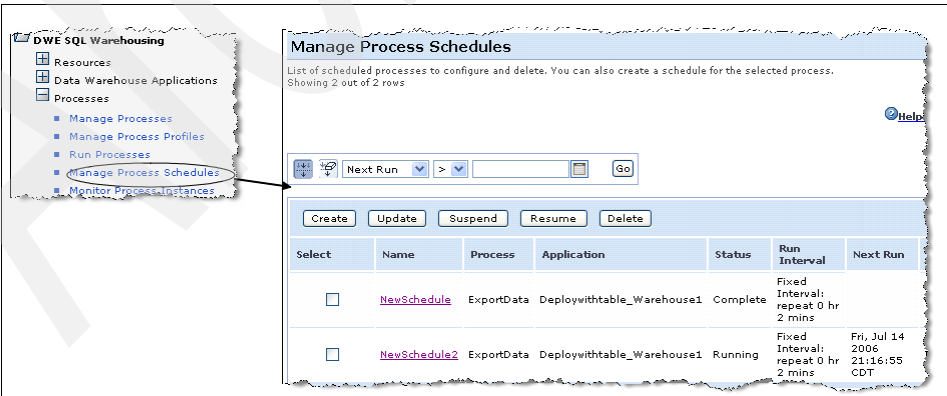 DWE SQL Warehousing
Resources
Data Warehouse Applications
Processes
Manage Processes
Manage Process Profiles
Run Processes
Manage Process Schedules
Monitor Process Instances
Manage Process Schedules
List of scheduled processes to configure and delete. You can also create a schedule for the selected process.
Showing 2 out of 2 rows
Help
Next Run > Go
Create Update Suspend Resume Delete
Select Name Process Application Status Run Interval Next Run
NewSchedule ExportData Deploywithtable_Warehouse1 Complete Fixed Interval: repeat 0 hr 2 mins
NewSchedule2 ExportData Deploywithtable_Warehouse1 Running Fixed Interval: repeat 0 hr 2 mins Fri, Jul 14 2006 21:16:55 CDT